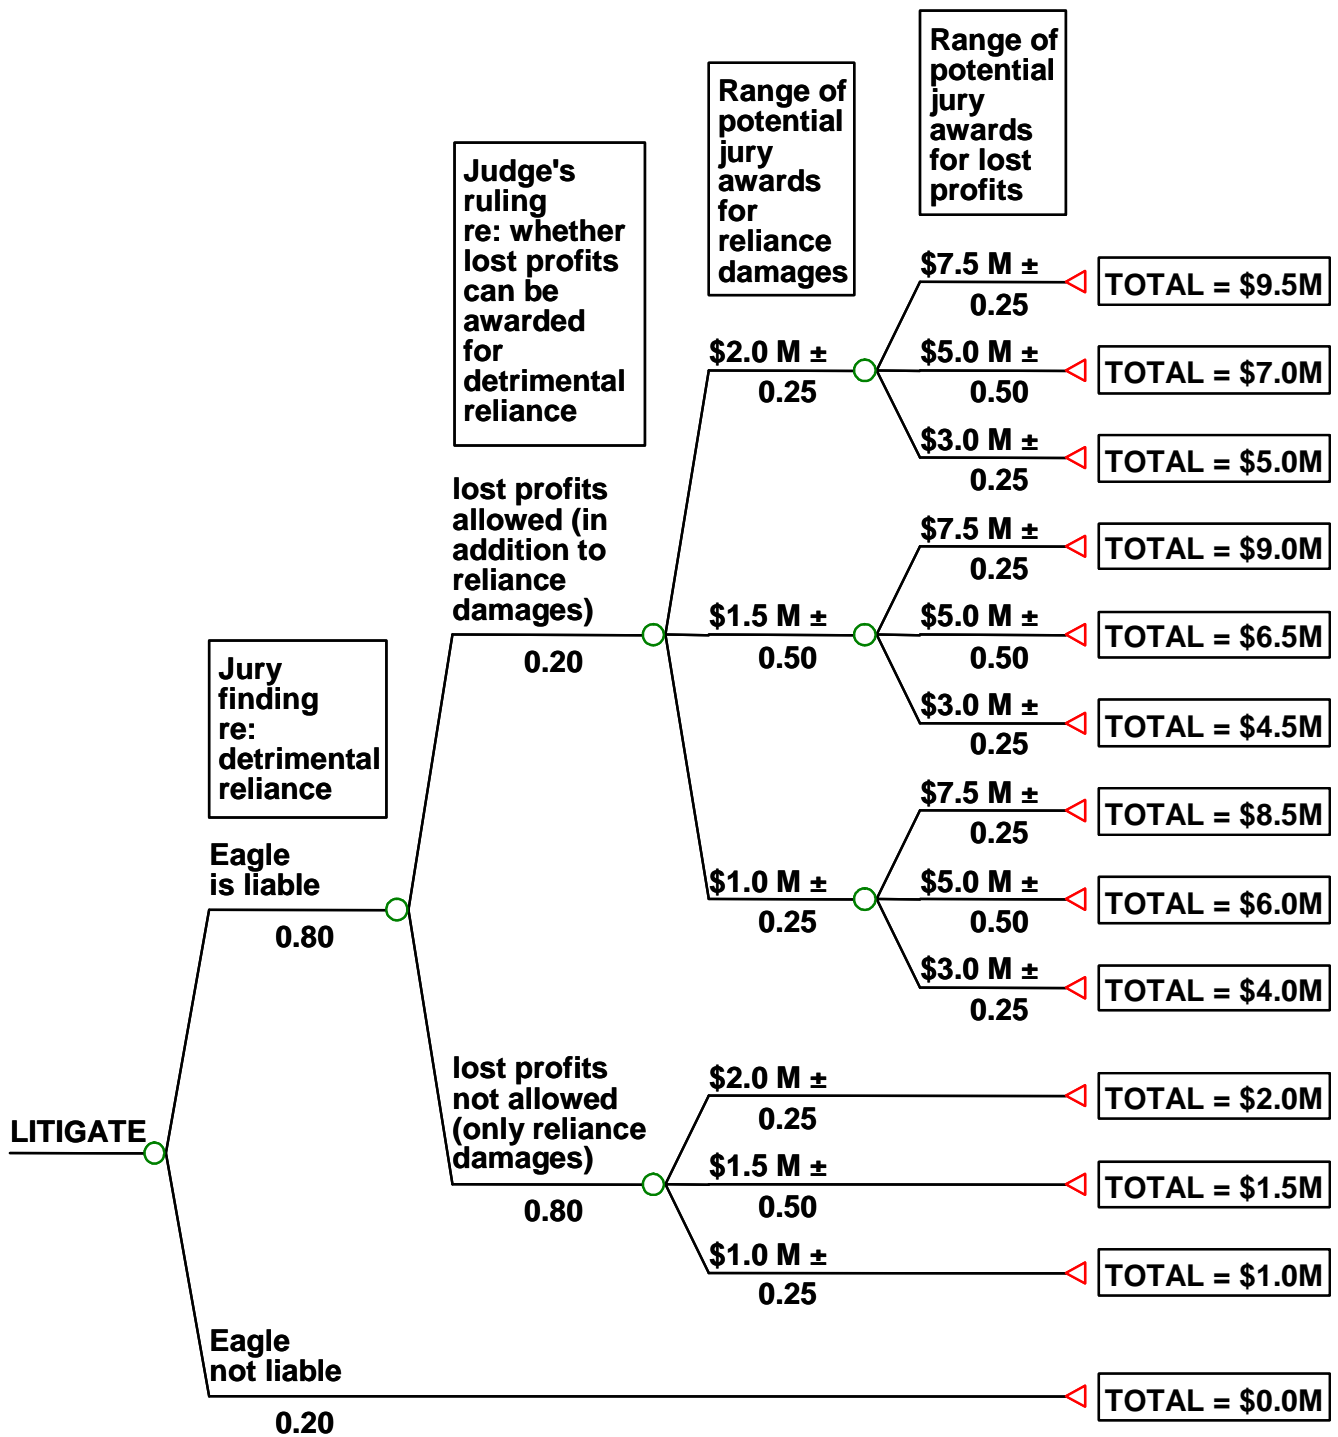 Range of
potential
jury
awards
for lost
profits
Range of
potential
jury
awards
for
reliance
damages
Judge's
ruling
re: whether
lost profits
can be
awarded
for
detrimental
reliance
Jury
finding
re:
detrimental
reliance
$7.5 M ±
0.25
TOTAL = $9.5M
$2.0 M ±
0.25
$5.0 M ±
0.50
TOTAL = $7.0M
$3.0 M ±
0.25
TOTAL = $5.0M
lost profits
allowed (in
addition to
reliance
damages)
0.20
$7.5 M ±
0.25
TOTAL = $9.0M
$1.5 M ±
0.50
$5.0 M ±
0.50
TOTAL = $6.5M
$3.0 M ±
0.25
TOTAL = $4.5M
$7.5 M ±
0.25
TOTAL = $8.5M
Eagle
is liable
0.80
$1.0 M ±
0.25
$5.0 M ±
0.50
TOTAL = $6.0M
$3.0 M ±
0.25
TOTAL = $4.0M
lost profits
not allowed
(only reliance
damages)
0.80
$2.0 M ±
0.25
TOTAL = $2.0M
LITIGATE
$1.5 M ±
0.50
TOTAL = $1.5M
$1.0 M ±
0.25
TOTAL = $1.0M
Eagle
not liable
0.20
TOTAL = $0.0M